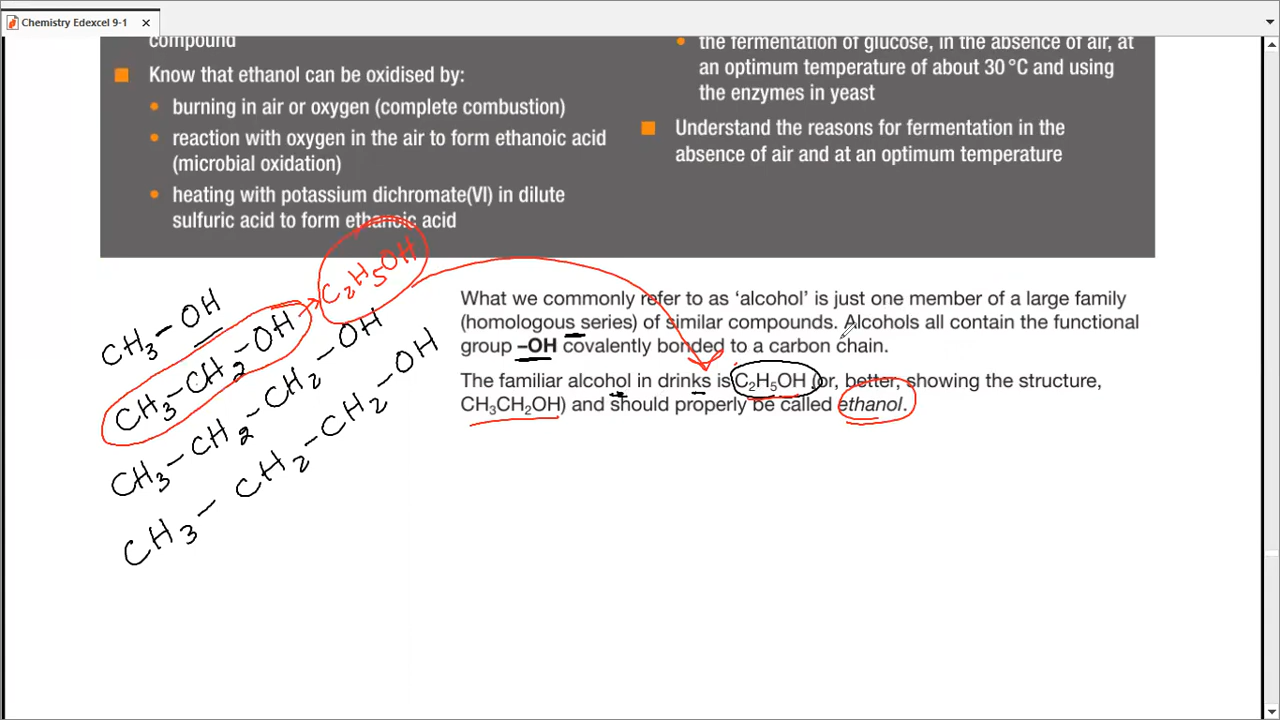 Chemistry Edexcel 9-1
compound
Know that ethanol can be oxidised by:
burning in air or oxygen (complete combustion)
reaction with oxygen in the air to form ethanoic acid
(microbial oxidation)
heating with potassium dichromate(VI) in dilute
sulfuric acid to form ethanoic acid
the fermentation of glucose, in the absence of air, at
an optimum temperature of about 30 °C and using
the enzymes in yeast
Understand the reasons for fermentation in the
absence of air and at an optimum temperature
C₂H₅OH
CH₃–OH
CH₃–CH₂–OH
CH₃–CH₂–CH₂–OH
CH₃–CH₂–CH₂–OH
What we commonly refer to as ‘alcohol’ is just one member of a large family
(homologous series) of similar compounds. Alcohols all contain the functional
group –OH covalently bonded to a carbon chain.
The familiar alcohol in drinks is C₂H₅OH (or, better, showing the structure,
CH₃CH₂OH) and should properly be called ethanol.